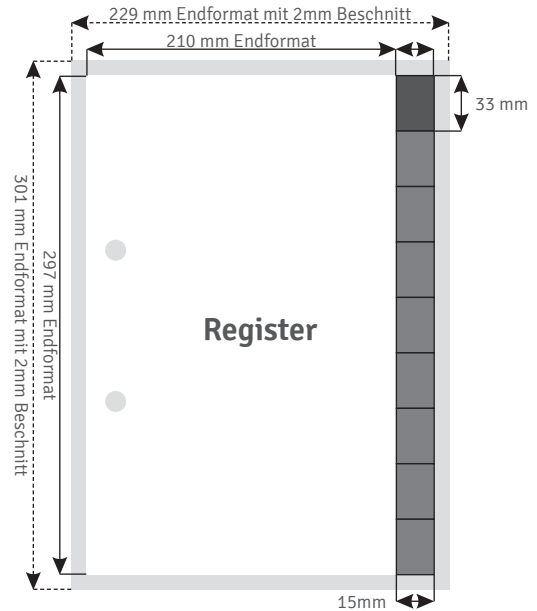 229 mm Endformat mit 2mm Beschnitt
210 mm Endformat
33 mm
301 mm Endformat mit 2mm Beschnitt
297 mm Endformat
Register
15mm